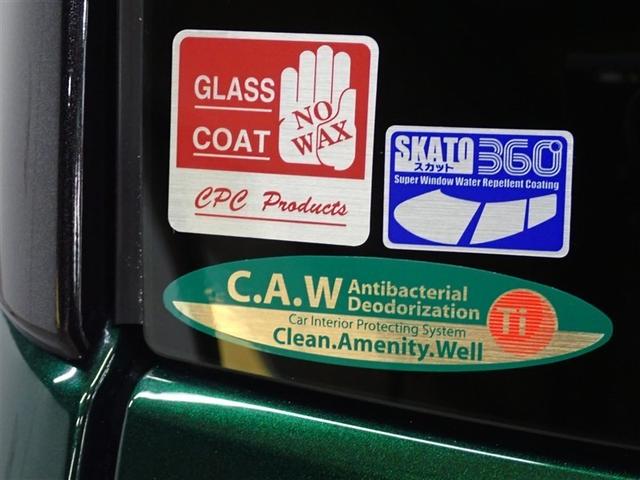 GLASS
COAT
NO
WAX
CPC Products
SKATO 360°
スカット
Super Window Water Repellent Coating
C.A.W Antibacterial
Deodorization
Car Interior Protecting System
Clean.Amenity.Well
Ti